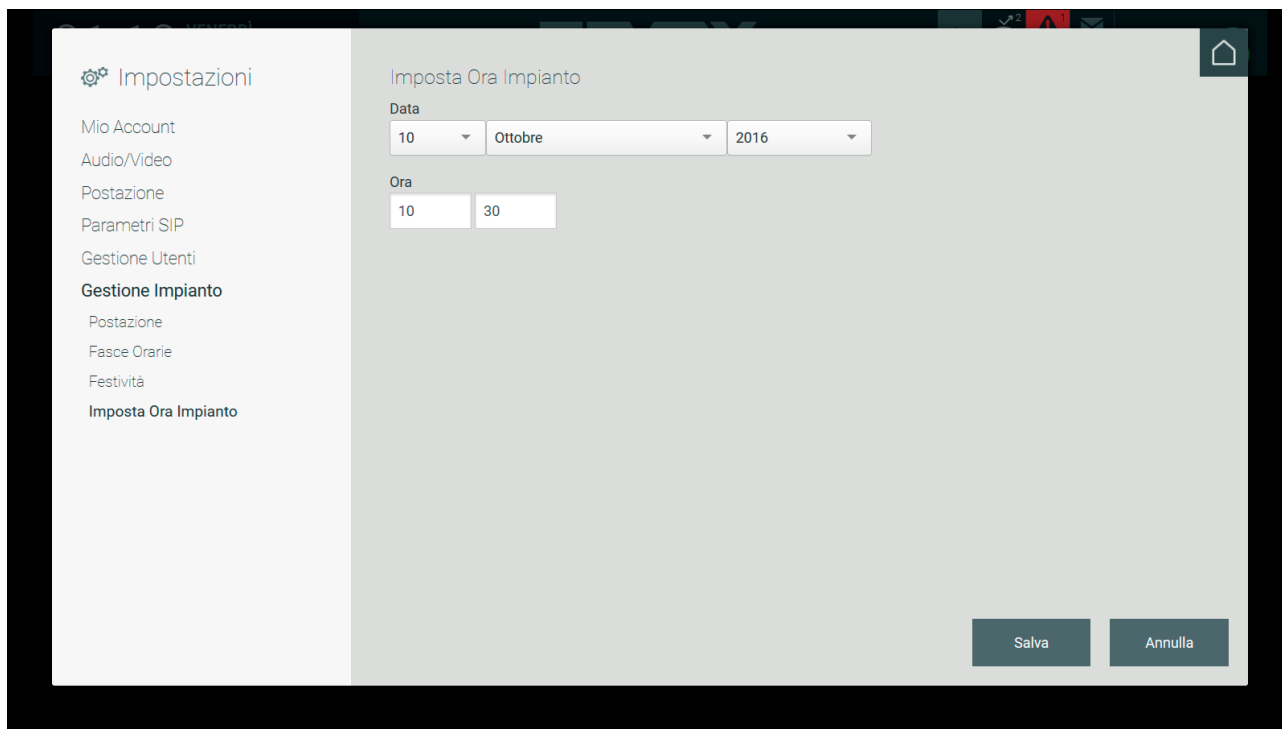 Impostazioni
Mio Account
Audio/Video
Postazione
Parametri SIP
Gestione Utenti
Gestione Impianto
Postazione
Fasce Orarie
Festività
Imposta Ora Impianto
Imposta Ora Impianto
Data
10 Ottobre 2016
Ora
10 30
Salva Annulla